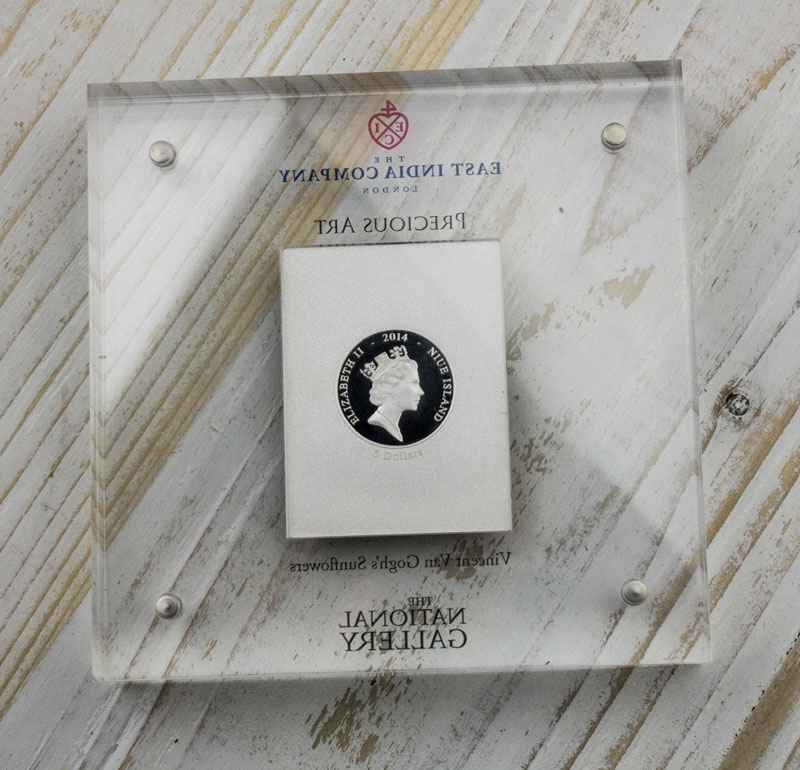 E I C
THE
EAST INDIA COMPANY
LONDON
PRECIOUS ART
ELIZABETH II - 2014 - NIUE ISLAND
5 Dollars
Vincent Van Gogh's Sunflowers
THE
NATIONAL
GALLERY